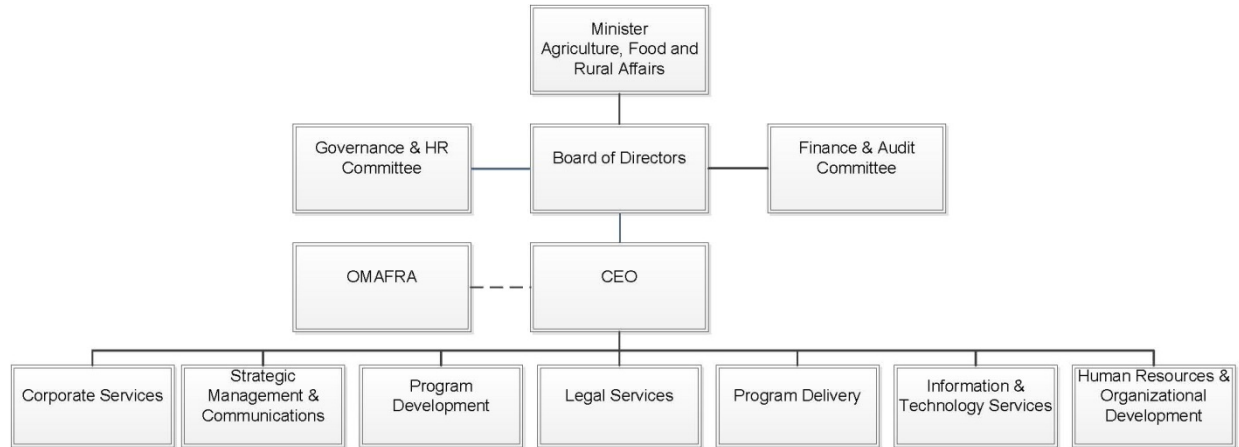 Minister
Agriculture, Food and
Rural Affairs
Governance & HR
Committee
Board of Directors
Finance & Audit
Committee
OMAFRA
CEO
Corporate Services
Strategic
Management &
Communications
Program
Development
Legal Services
Program Delivery
Information &
Technology Services
Human Resources &
Organizational
Development